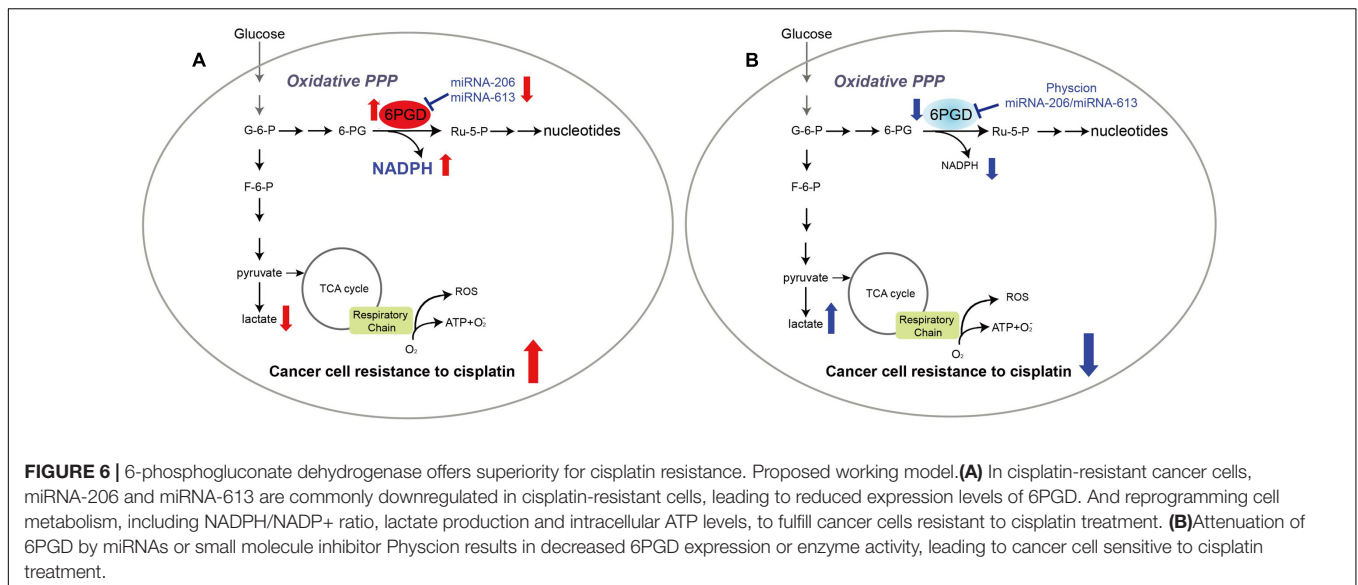 Glucose
A
Oxidative PPP
miRNA-206
miRNA-613
6PGD
G-6-P
6-PG
Ru-5-P
nucleotides
NADPH
F-6-P
pyruvate
TCA cycle
ROS
lactate
Respiratory
Chain
ATP+O₂⁻
O₂
Cancer cell resistance to cisplatin
Glucose
B
Oxidative PPP
Physcion
miRNA-206/miRNA-613
6PGD
G-6-P
6-PG
Ru-5-P
nucleotides
NADPH
F-6-P
pyruvate
TCA cycle
ROS
lactate
Respiratory
Chain
ATP+O₂⁻
O₂
Cancer cell resistance to cisplatin
FIGURE 6 | 6-phosphogluconate dehydrogenase offers superiority for cisplatin resistance. Proposed working model.(A) In cisplatin-resistant cancer cells,
miRNA-206 and miRNA-613 are commonly downregulated in cisplatin-resistant cells, leading to reduced expression levels of 6PGD. And reprogramming cell
metabolism, including NADPH/NADP+ ratio, lactate production and intracellular ATP levels, to fulfill cancer cells resistant to cisplatin treatment. (B)Attenuation of
6PGD by miRNAs or small molecule inhibitor Physcion results in decreased 6PGD expression or enzyme activity, leading to cancer cell sensitive to cisplatin
treatment.